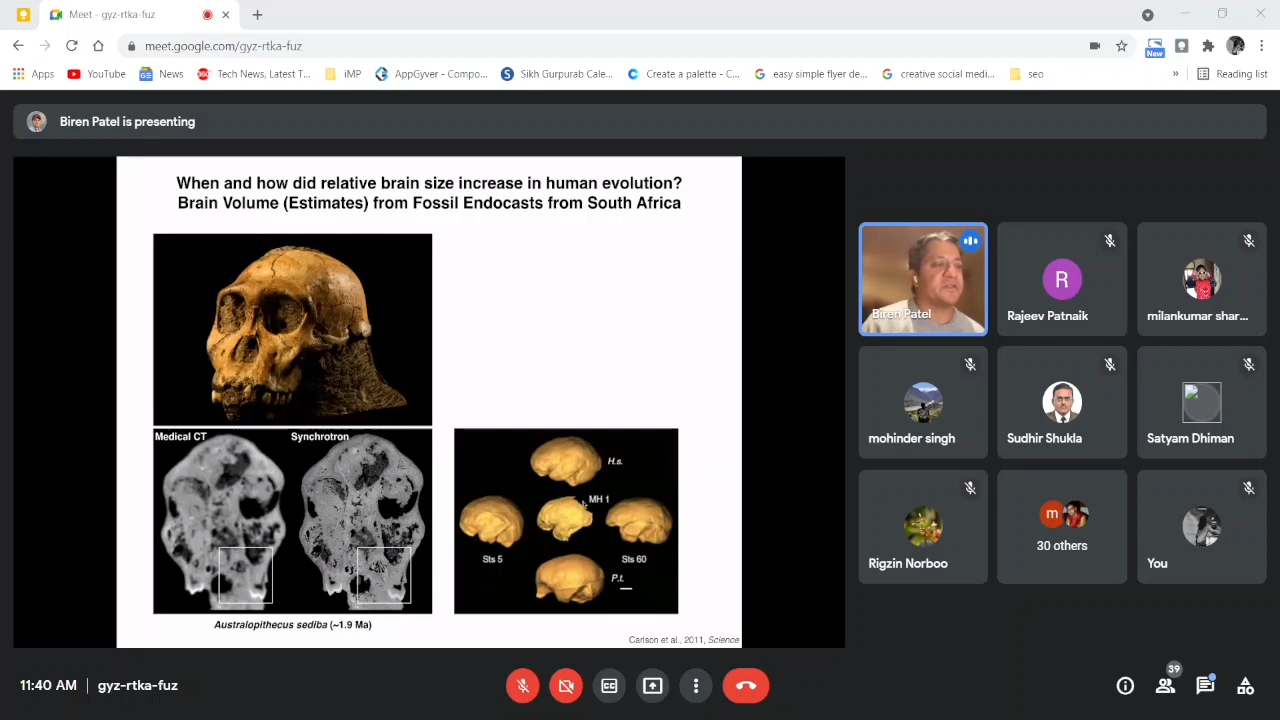 Meet - gyz-rtka-fuz
meet.google.com/gyz-rtka-fuz
New
Apps
YouTube
News
Tech News, Latest T...
iMP
AppGyver - Compo...
Sikh Gurpurab Cale...
Create a palette - C...
easy simple flyer de...
creative social medi...
seo
»
Reading list
Biren Patel is presenting
When and how did relative brain size increase in human evolution?
Brain Volume (Estimates) from Fossil Endocasts from South Africa
Medical CT
Synchrotron
H.s.
MH 1
Sts 5
Sts 60
P.t.
Australopithecus sediba (~1.9 Ma)
Carlson et al., 2011, Science
Biren Patel
R
Rajeev Patnaik
milankumar shar...
mohinder singh
Sudhir Shukla
Satyam Dhiman
Rigzin Norboo
m
30 others
You
11:40 AM
gyz-rtka-fuz
CC
39